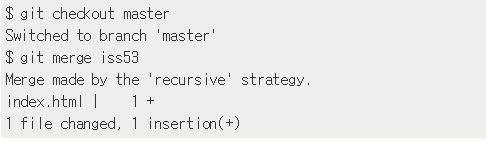 $ git checkout master
Switched to branch 'master'
$ git merge iss53
Merge made by the 'recursive' strategy.
index.html |    1 +
1 file changed, 1 insertion(+)